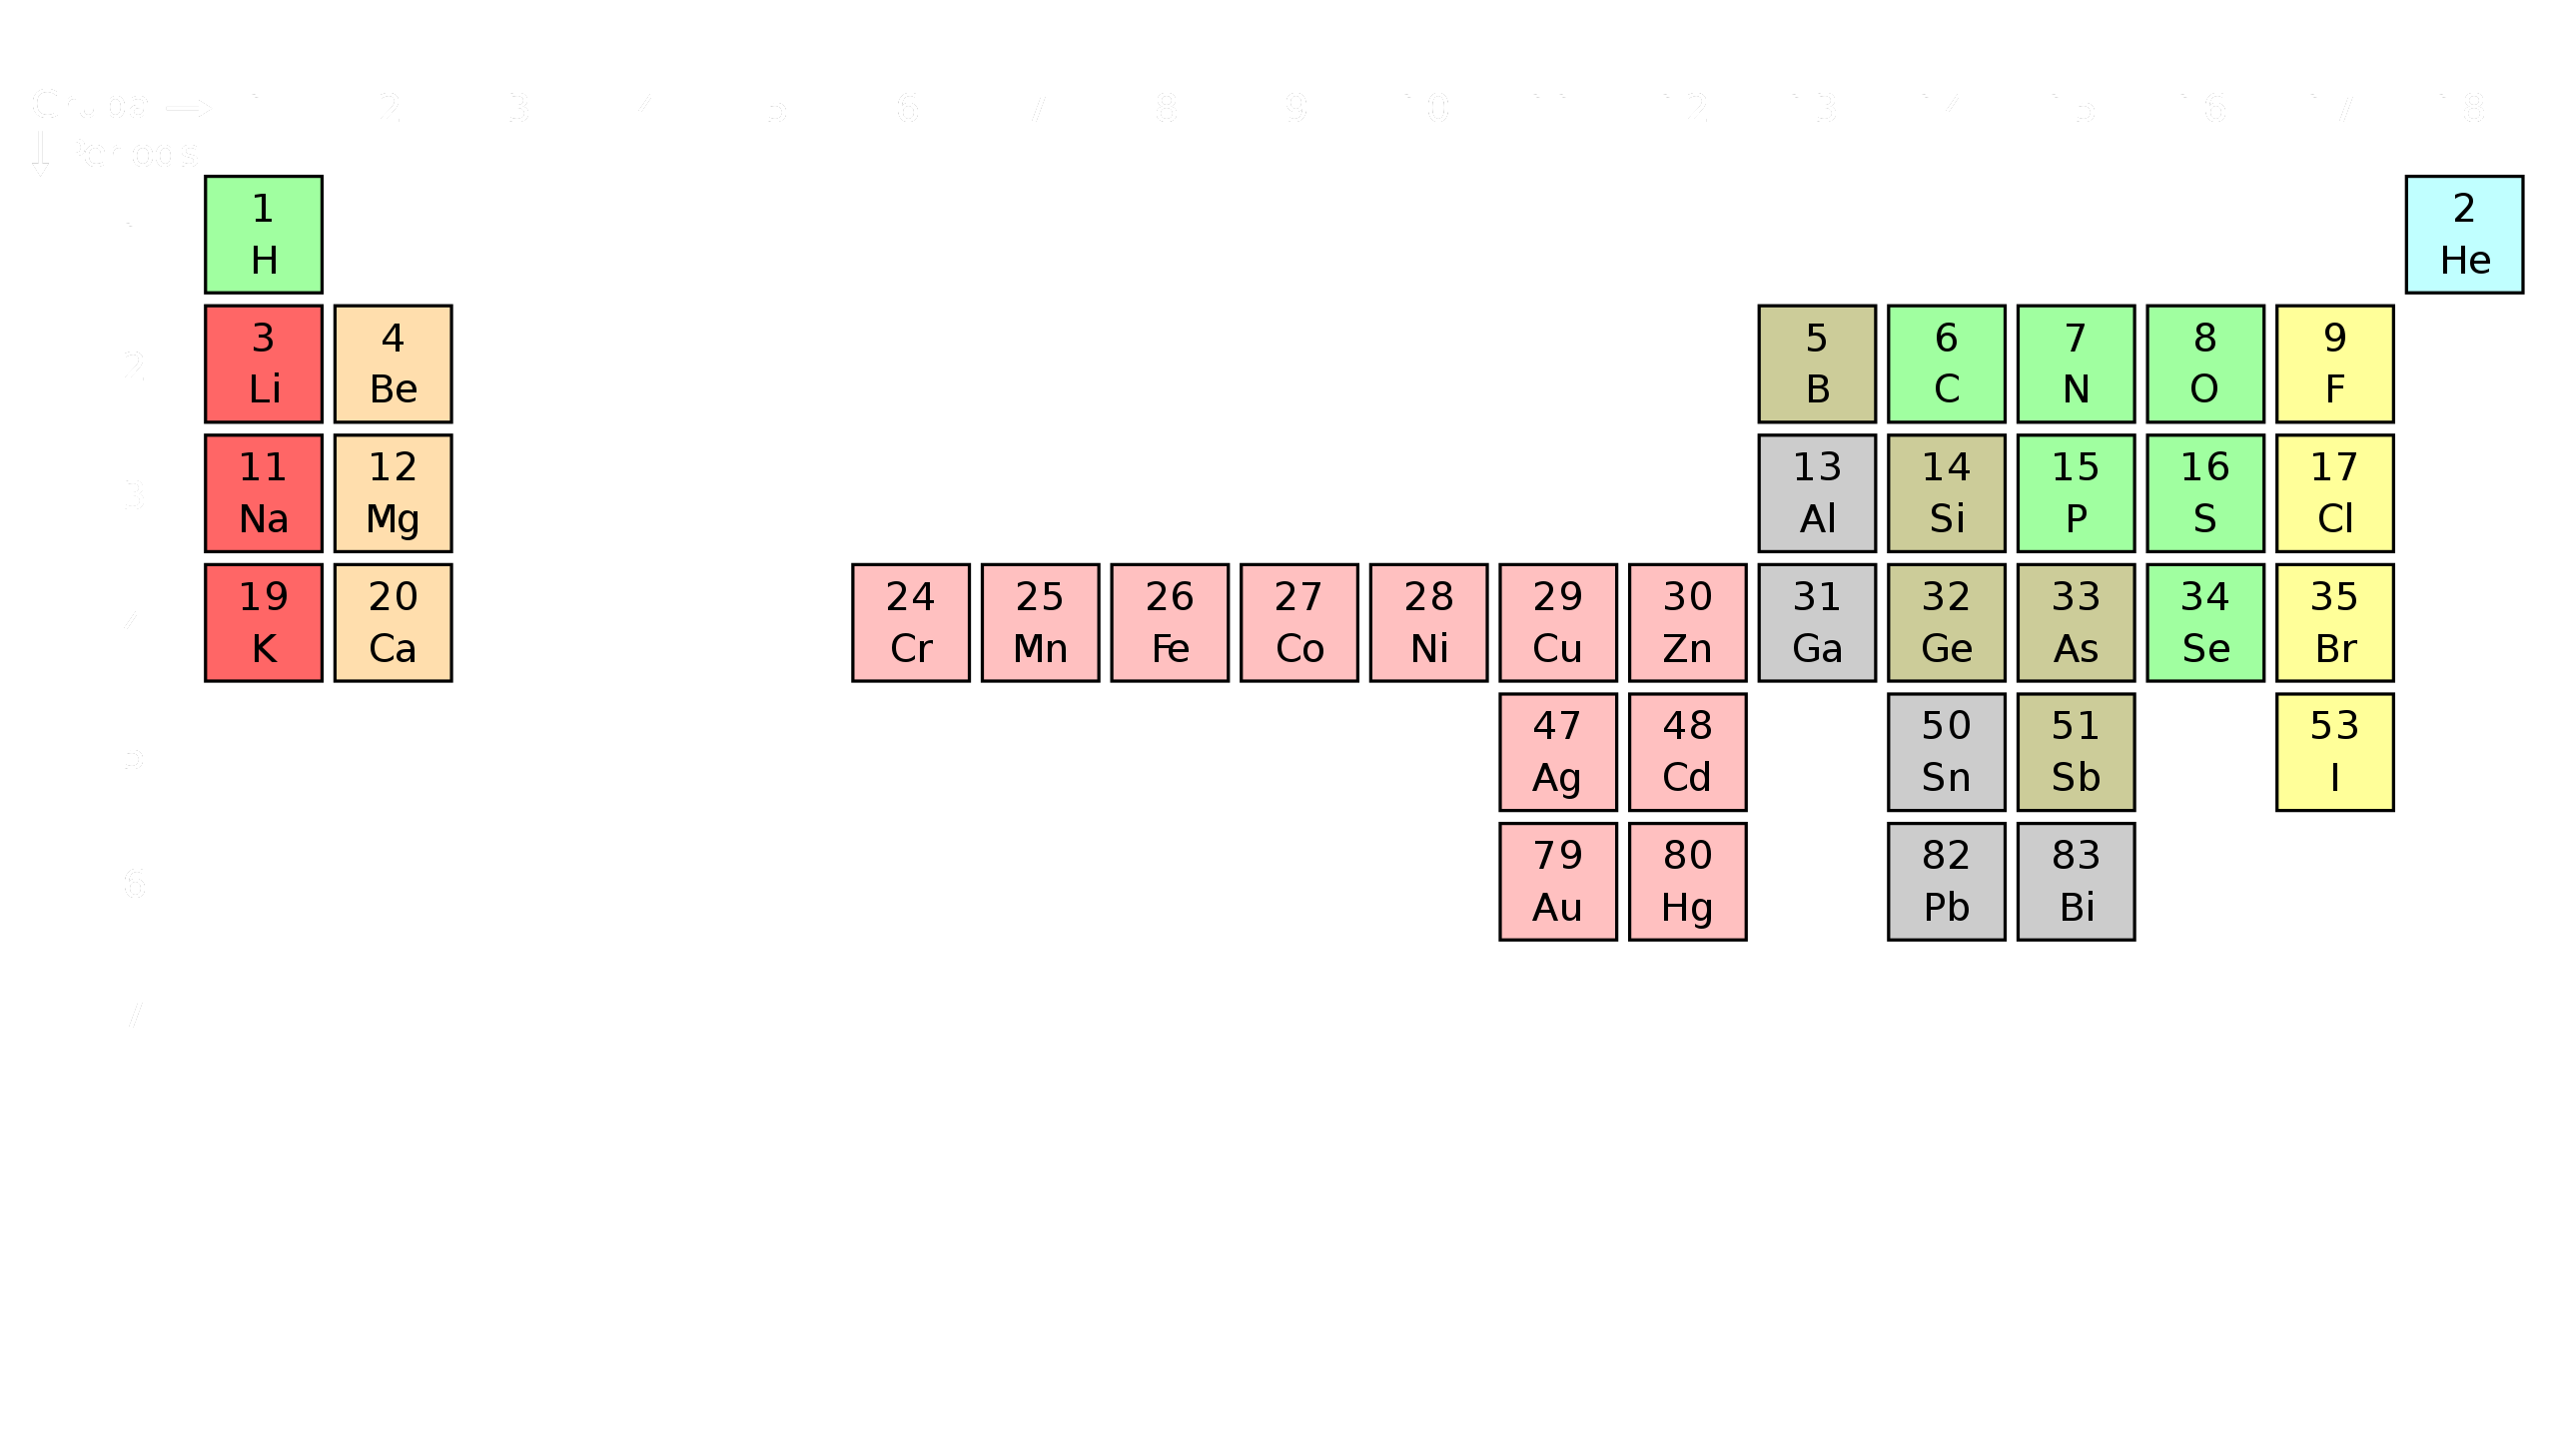 Grupa → 1 2 3 4 5 6 7 8 9 10 11 12 13 14 15 16 17 18
↓ Periods
1
1 2
H He
2
3 4 5 6 7 8 9
Li Be B C N O F
3
11 12 13 14 15 16 17
Na Mg Al Si P S Cl
4
19 20 24 25 26 27 28 29 30 31 32 33 34 35
K Ca Cr Mn Fe Co Ni Cu Zn Ga Ge As Se Br
5
47 48 50 51 53
Ag Cd Sn Sb I
6
79 80 82 83
Au Hg Pb Bi
7